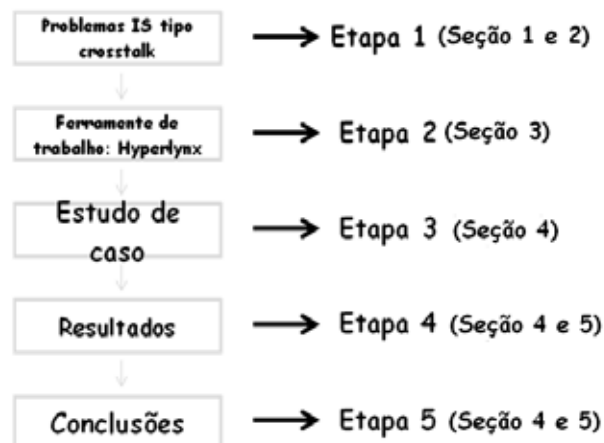 Problemas IS tipo
crosstalk
Etapa 1 (Seção 1 e 2)
Ferramente de
trabalho: Hyperlynx
Etapa 2 (Seção 3)
Estudo de
caso
Etapa 3 (Seção 4)
Resultados
Etapa 4 (Seção 4 e 5)
Conclusões
Etapa 5 (Seção 4 e 5)